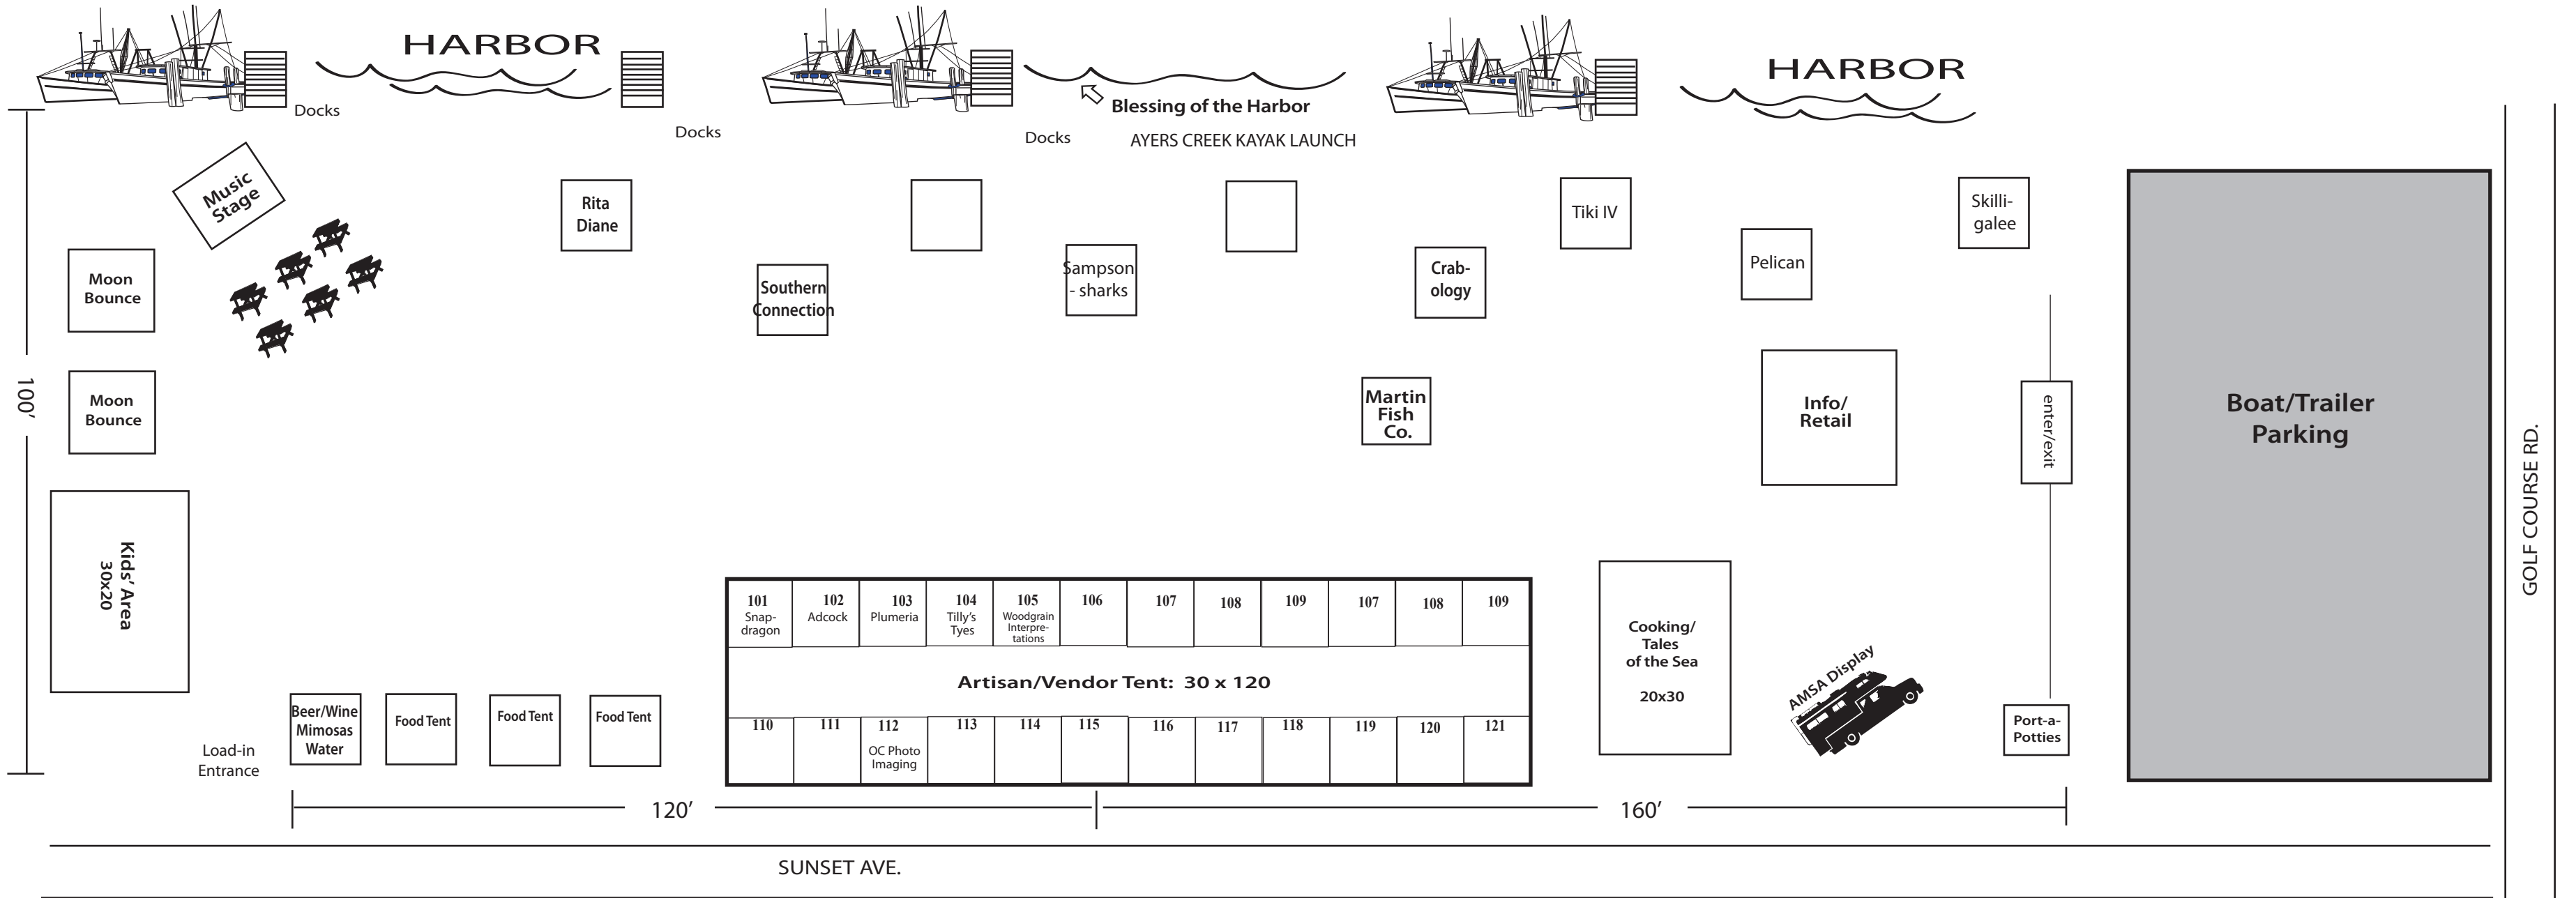 HARBOR
HARBOR
Docks
Docks
Docks
Blessing of the Harbor
AYERS CREEK KAYAK LAUNCH
Music
Stage
Rita
Diane
Tiki IV
Skilli-
galee
Moon
Bounce
Southern
Connection
Sampson
- sharks
Crab-
ology
Pelican
100’
Moon
Bounce
Martin
Fish
Co.
Info/
Retail
enter/exit
Boat/Trailer
Parking
GOLF COURSE RD.
Kids’ Area
30x20
101
Snap-
dragon
102
Adcock
103
Plumeria
104
Tilly’s
Tyes
105
Woodgrain
Interpre-
tations
106
107
108
109
107
108
109
Artisan/Vendor Tent: 30 x 120
110
111
112
OC Photo
Imaging
113
114
115
116
117
118
119
120
121
Cooking/
Tales
of the Sea
20x30
AMSA Display
Port-a-
Potties
Load-in
Entrance
Beer/Wine
Mimosas
Water
Food Tent
Food Tent
Food Tent
120’
160’
SUNSET AVE.